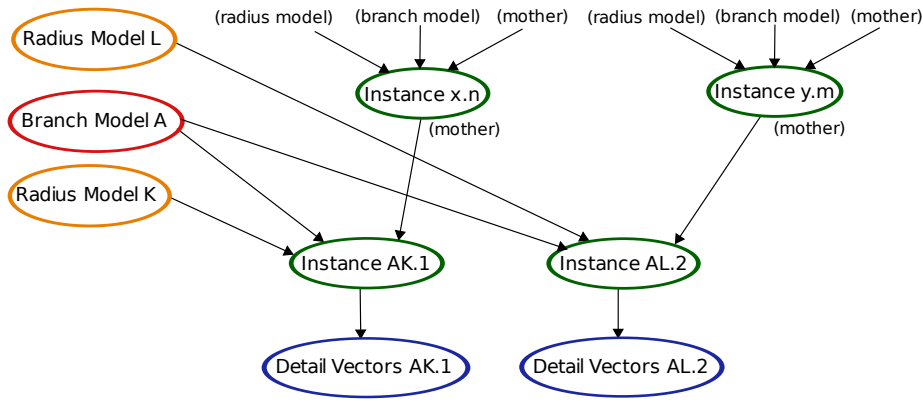 (radius model)
(branch model)
(mother)
(radius model)
(branch model)
(mother)
Radius Model L
Instance x.n
Instance y.m
Branch Model A
(mother)
(mother)
Radius Model K
Instance AK.1
Instance AL.2
Detail Vectors AK.1
Detail Vectors AL.2